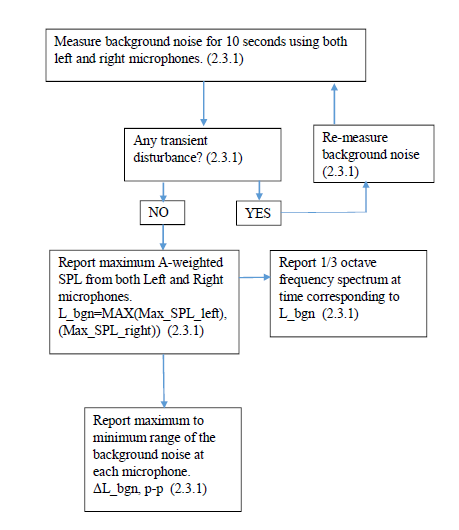 Measure background noise for 10 seconds using both
left and right microphones. (2.3.1)
Any transient
disturbance? (2.3.1)
Re-measure
background noise
(2.3.1)
NO
YES
Report maximum A-weighted
SPL from both Left and Right
microphones.
L_bgn=MAX(Max_SPL_left),
(Max_SPL_right)) (2.3.1)
Report 1/3 octave
frequency spectrum at
time corresponding to
L_bgn (2.3.1)
Report maximum to
minimum range of the
background noise at
each microphone.
ΔL_bgn, p-p (2.3.1)